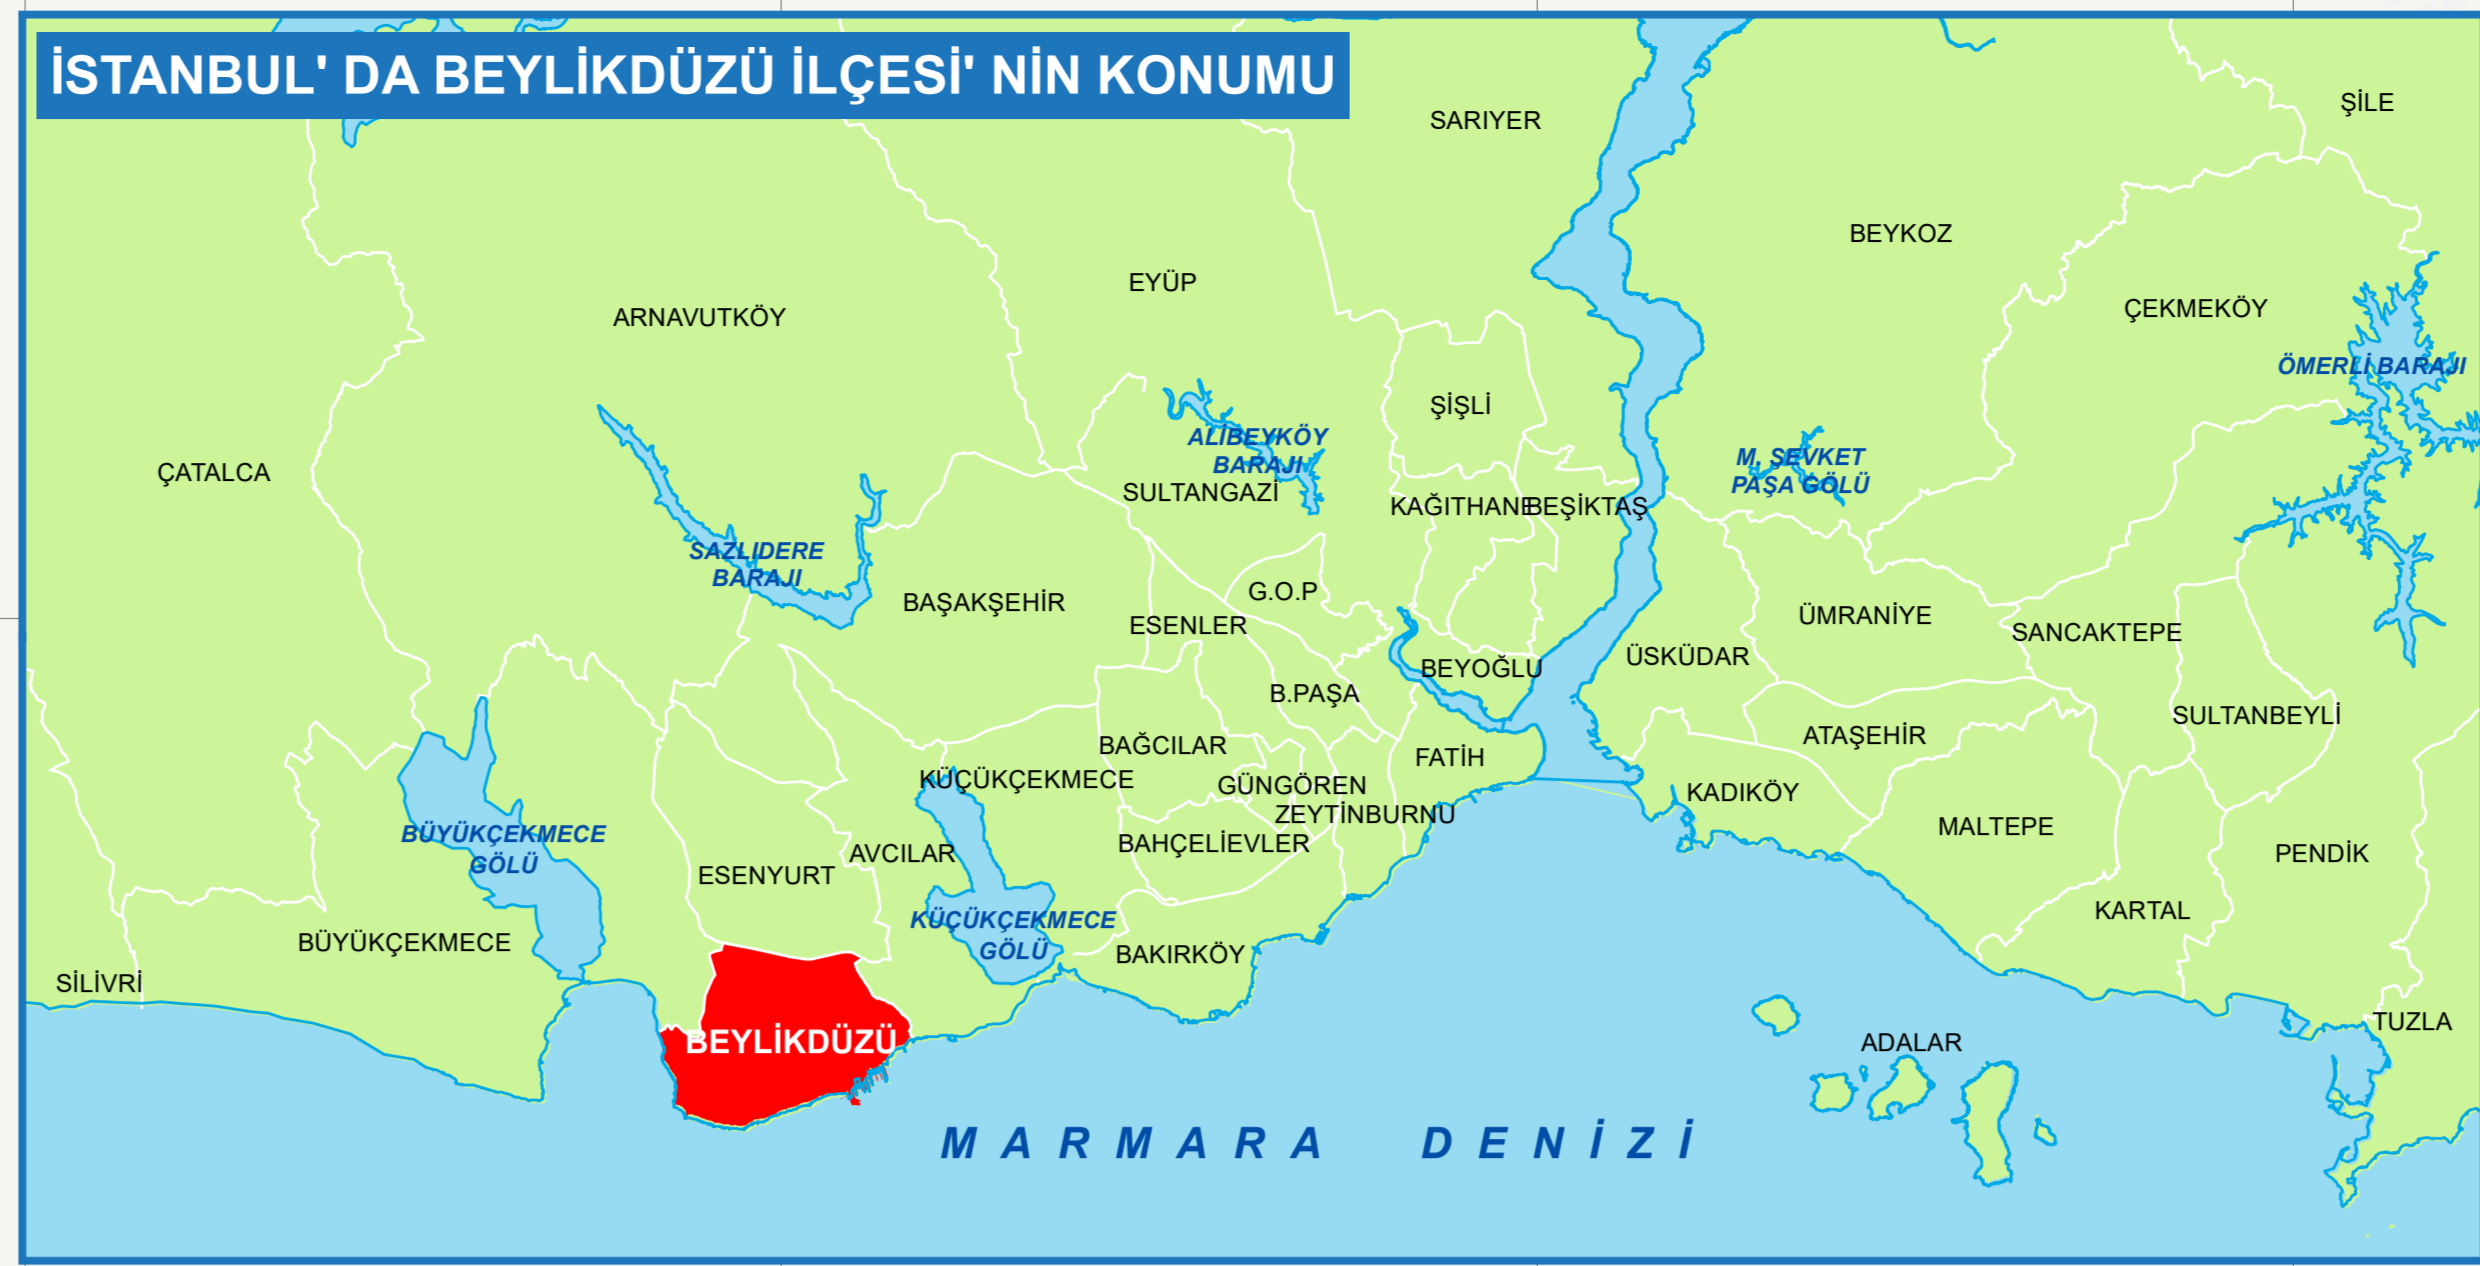 İSTANBUL' DA BEYLİKDÜZÜ İLÇESİ' NİN KONUMU
ŞİLE
SARIYER
BEYKOZ
EYÜP
ÇEKMEKÖY
ARNAVUTKÖY
ÖMERLİ BARAJI
ŞİŞLİ
ALİBEYKÖY
BARAJI
M. ŞEVKET
PAŞA GÖLÜ
ÇATALCA
SULTANGAZİ
KAĞITHANE
BEŞİKTAŞ
SAZLIDERE
BARAJI
G.O.P
BAŞAKŞEHİR
ÜMRANİYE
ESENLER
SANCAKTEPE
ÜSKÜDAR
BEYOĞLU
B.PAŞA
SULTANBEYLİ
ATAŞEHİR
BAĞCILAR
FATİH
KÜÇÜKÇEKMECE
GÜNGÖREN
KADIKÖY
ZEYTİNBURNU
MALTEPE
BÜYÜKÇEKMECE
GÖLÜ
BAHÇELİEVLER
AVCILAR
PENDİK
ESENYURT
KARTAL
KÜÇÜKÇEKMECE
GÖLÜ
BÜYÜKÇEKMECE
BAKIRKÖY
SİLİVRİ
TUZLA
BEYLİKDÜZÜ
ADALAR
MARMARA DENİZİ